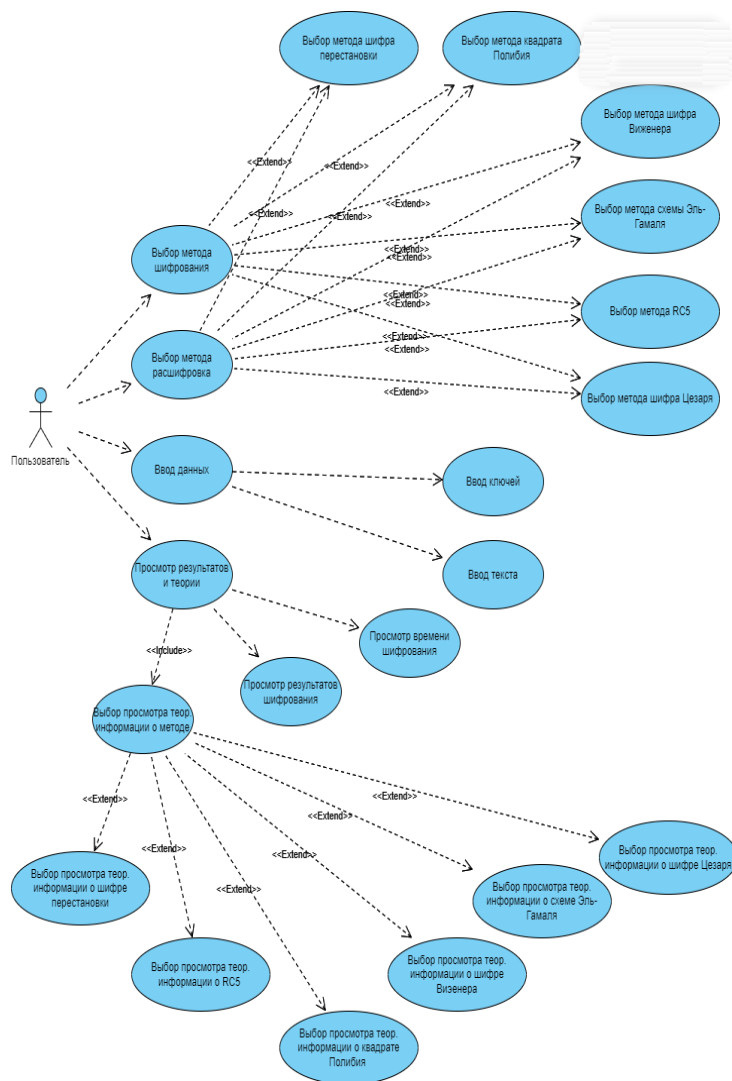 Выбор метода шифра
перестановки
Выбор метода квадрата
Полибия
Выбор метода шифра
Виженера
<<Extend>>
<<Extend>>
<<Extend>>
<<Extend>>
<<Extend>>
Выбор метода схемы Эль-
Гамаля
Выбор метода
шифрования
<<Extend>>
<<Extend>>
<<Extend>>
<<Extend>>
Выбор метода RC5
<<Extend>>
<<Extend>>
Выбор метода
расшифровка
<<Extend>>
Выбор метода шифра Цезаря
Пользователь
Ввод данных
Ввод ключей
Просмотр результатов
и теории
Ввод текста
Просмотр времени
шифрования
<<Include>>
Просмотр результатов
шифрования
Выбор просмотра теор.
информации о методе
<<Extend>>
<<Extend>>
<<Extend>>
<<Extend>>
<<Extend>>
<<Extend>>
Выбор просмотра теор.
информации о шифре Цезаря
Выбор просмотра теор.
информации о шифре
перестановки
Выбор просмотра теор.
информации о схеме Эль-
Гамаля
Выбор просмотра теор.
информации о RC5
Выбор просмотра теор.
информации о шифре
Визенера
Выбор просмотра теор.
информации о квадрате
Полибия